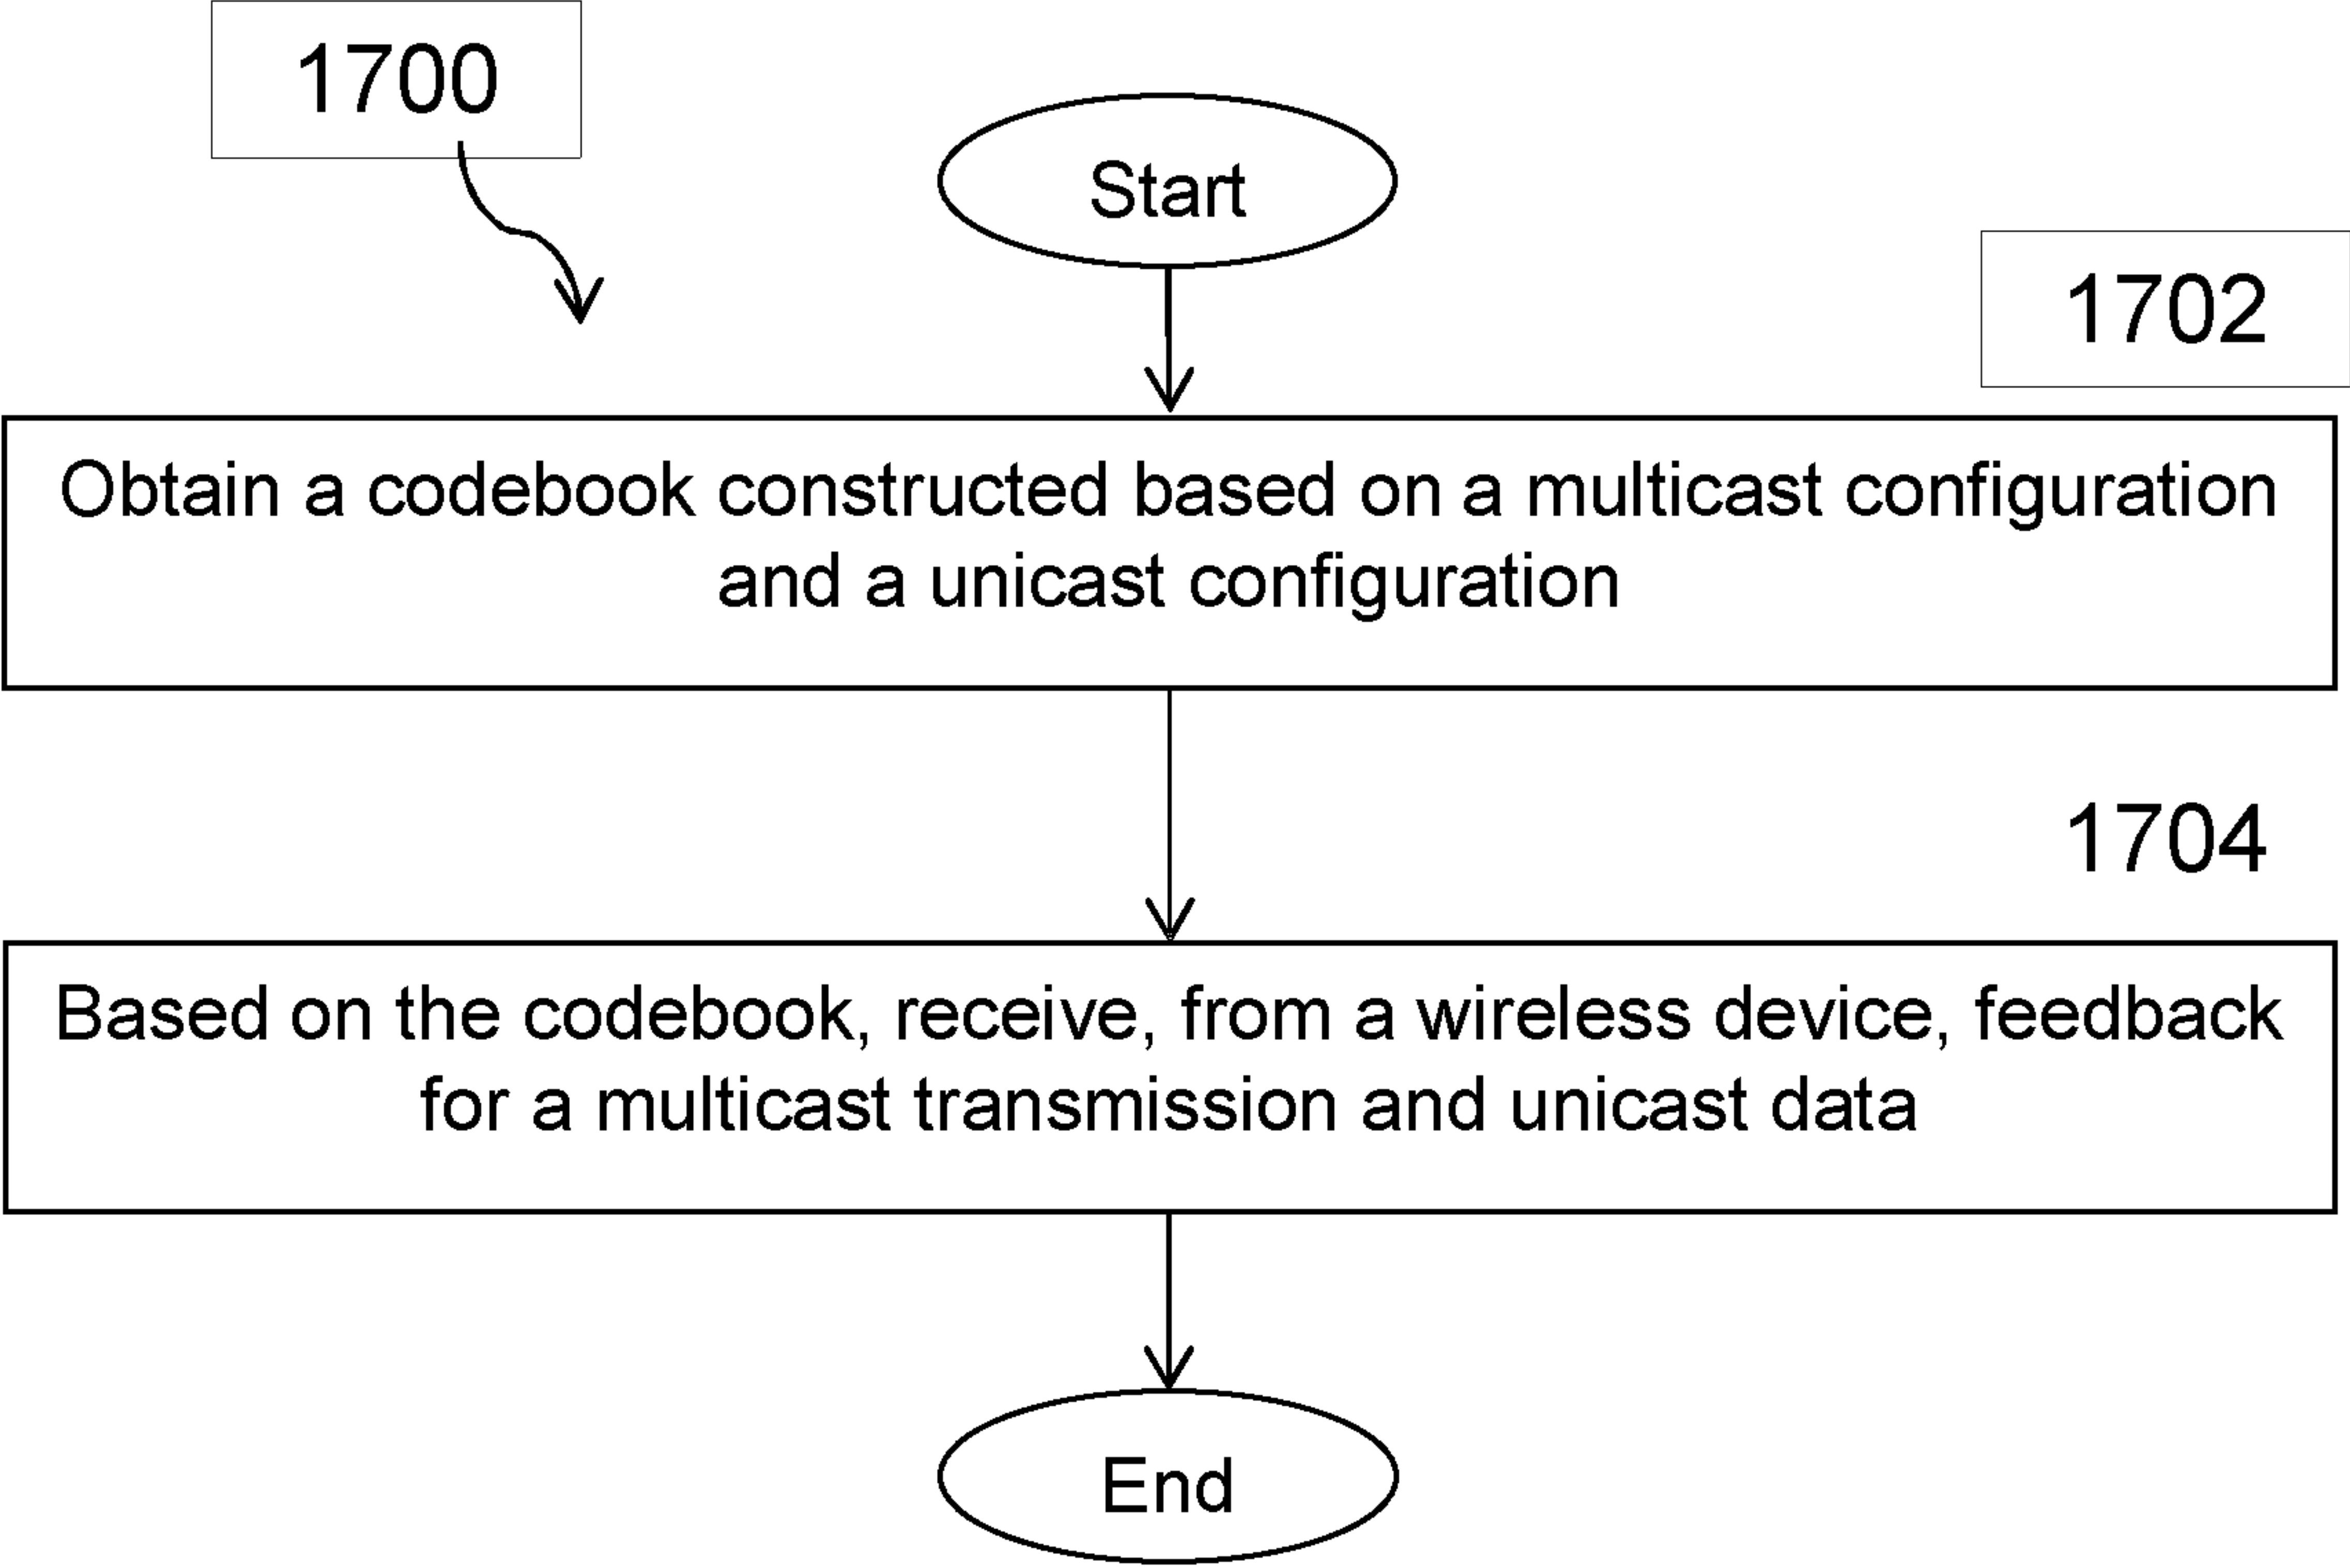 1700
Start
1702
Obtain a codebook constructed based on a multicast configuration
and a unicast configuration
1704
Based on the codebook, receive, from a wireless device, feedback
for a multicast transmission and unicast data
End